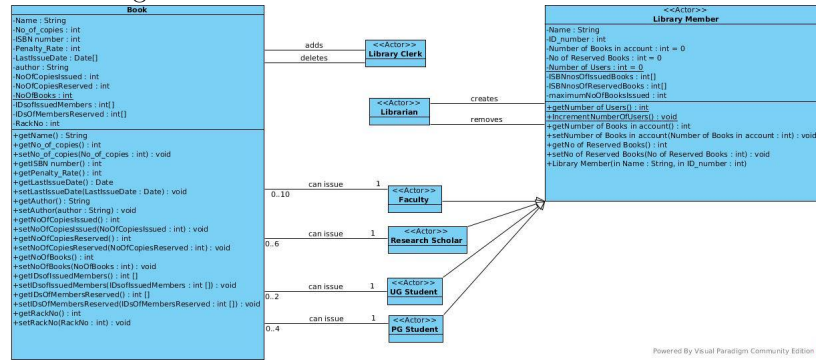 Book
-Name : String
-No_of_copies : int
-ISBN number : int
-Penalty_Rate : int
-LastIssueDate : Date[]
-author : String
-NoOfCopiesIssued : int
-NoOfCopiesReserved : int
-NoOfBooks : int
-IDsofIssuedMembers : int[]
-IDsOfMembersReserved : int[]
-RackNo : int
+getName() : String
+getNo_of_copies() : int
+setNo_of_copies(No_of_copies : int) : void
+getISBN number() : int
+getPenalty_Rate() : int
+getLastIssueDate() : Date
+setLastIssueDate(LastIssueDate : Date) : void
+getAuthor() : String
+setAuthor(author : String) : void
+getNoOfCopiesIssued() : int
+setNoOfCopiesIssued(NoOfCopiesIssued : int) : void
+getNoOfCopiesReserved() : int
+setNoOfCopiesReserved(NoOfCopiesReserved : int) : void
+getNoOfBooks() : int
+setNoOfBooks(NoOfBooks : int) : void
+getIDsofIssuedMembers() : int []
+setIDsofIssuedMembers(IDsofIssuedMembers : int []) : void
+getIDsOfMembersReserved() : int []
+setIDsOfMembersReserved(IDsOfMembersReserved : int []) : void
+getRackNo() : int
+setRackNo(RackNo : int) : void
adds
deletes
<<Actor>>
Library Clerk
<<Actor>>
Librarian
creates
removes
can issue
1
0..10
<<Actor>>
Faculty
can issue
1
0..6
<<Actor>>
Research Scholar
can issue
1
0..2
<<Actor>>
UG Student
can issue
1
0..4
<<Actor>>
PG Student
<<Actor>>
Library Member
-Name : String
-ID_number : int
-Number of Books in account : int = 0
-No of Reserved Books : int = 0
-Number of Users : int = 0
-ISBNnosOfIssuedBooks : int[]
-ISBNnosOfReservedBooks : int[]
-maximumNoOfBooksIssued : int
+getNumber of Users() : int
+IncrementNumberOfUsers() : void
+getNumber of Books in account() : int
+setNumber of Books in account(Number of Books in account : int) : void
+getNo of Reserved Books() : int
+setNo of Reserved Books(No of Reserved Books : int) : void
+Library Member(in Name : String, in ID_number : int)
Powered By Visual Paradigm Community Edition